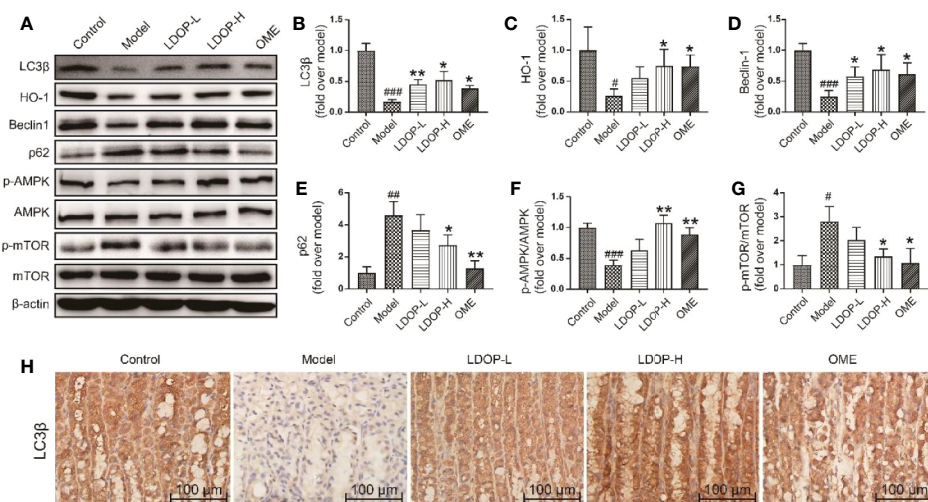 A
Control
Model
LDOP-L
LDOP-H
OME
LC3β
HO-1
Beclin1
p62
p-AMPK
AMPK
p-mTOR
mTOR
β-actin
B
LC3β
(fold over model)
1.5
1.0
0.5
0.0
###
**
*
*
Control
Model
LDOP-L
LDOP-H
OME
C
HO-1
(fold over model)
1.5
1.0
0.5
0.0
#
*
*
Control
Model
LDOP-L
LDOP-H
OME
D
Beclin-1
(fold over model)
1.5
1.0
0.5
0.0
###
*
*
*
Control
Model
LDOP-L
LDOP-H
OME
E
p62
(fold over model)
6
4
2
0
##
*
**
Control
Model
LDOP-L
LDOP-H
OME
F
p-AMPK/AMPK
(fold over model)
1.5
1.0
0.5
0.0
###
**
**
Control
Model
LDOP-L
LDOP-H
OME
G
p-mTOR/mTOR
(fold over model)
4
3
2
1
0
#
*
*
Control
Model
LDOP-L
LDOP-H
OME
H
Control
Model
LDOP-L
LDOP-H
OME
LC3β
100 μm
100 μm
100 μm
100 μm
100 μm